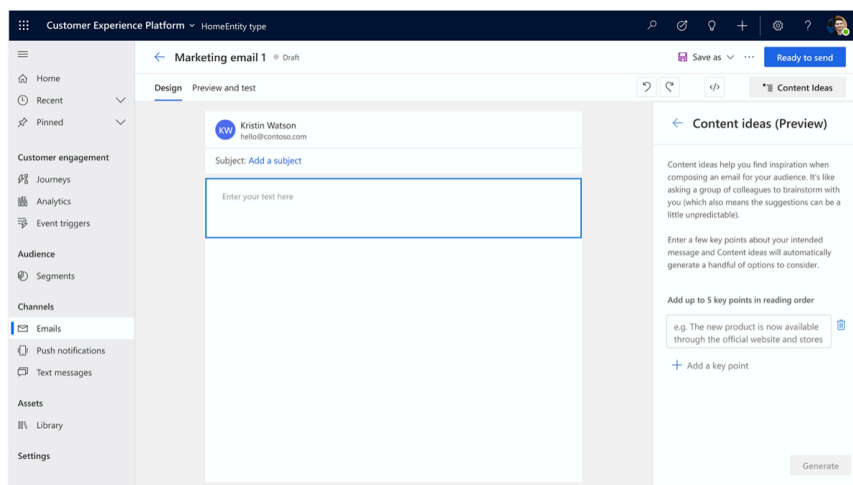 Customer Experience Platform HomeEntity type
Marketing email 1 Draft
Save as
Ready to send
Home
Recent
Pinned
Customer engagement
Journeys
Analytics
Event triggers
Audience
Segments
Channels
Emails
Push notifications
Text messages
Assets
Library
Settings
Design Preview and test
</>
Content Ideas
KW
Kristin Watson
hello@contoso.com
Subject: Add a subject
Enter your text here
Content ideas (Preview)
Content ideas help you find inspiration when
composing an email for your audience. It's like
asking a group of colleagues to brainstorm with
you (which also means the suggestions can be a
little unpredictable).
Enter a few key points about your intended
message and Content ideas will automatically
generate a handful of options to consider.
Add up to 5 key points in reading order
e.g. The new product is now available
through the official website and stores
Add a key point
Generate